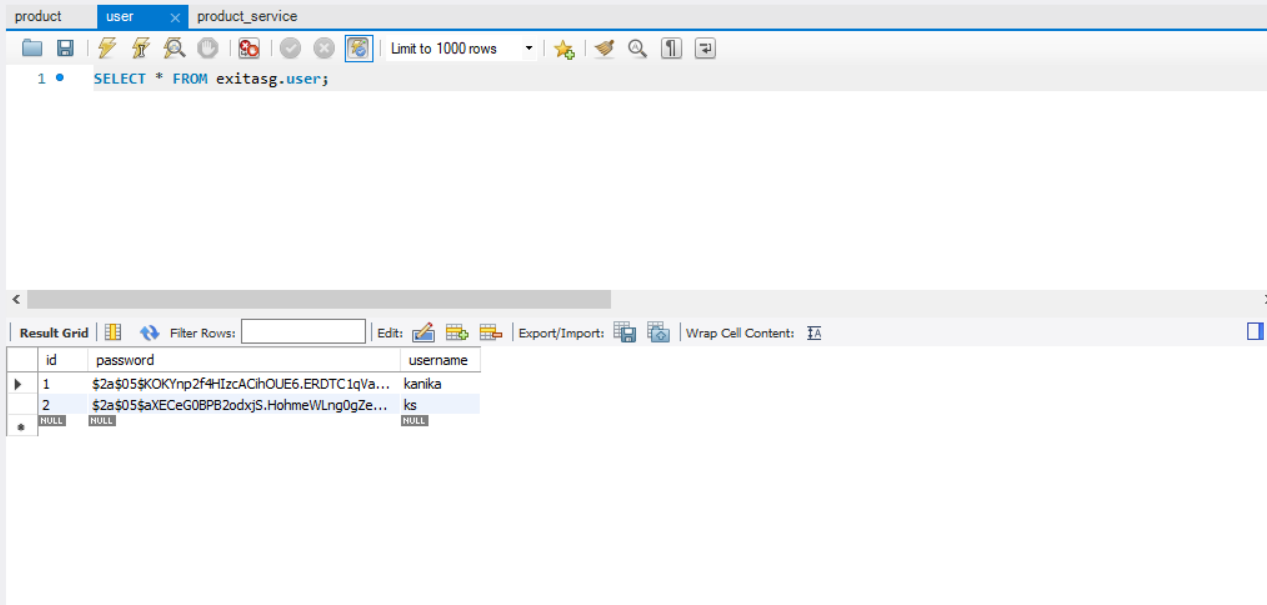 product user product_service
Limit to 1000 rows
1 SELECT * FROM exitasg.user;
Result Grid Filter Rows: Edit: Export/Import: Wrap Cell Content: IA
id password username
1 $2a$05$KOKYnp2f4HIzcACihOUE6.ERDTC1qVa... kanika
2 $2a$05$aXECeG0BPB2odxjS.HohmeWLng0gZe... ks
NULL NULL NULL